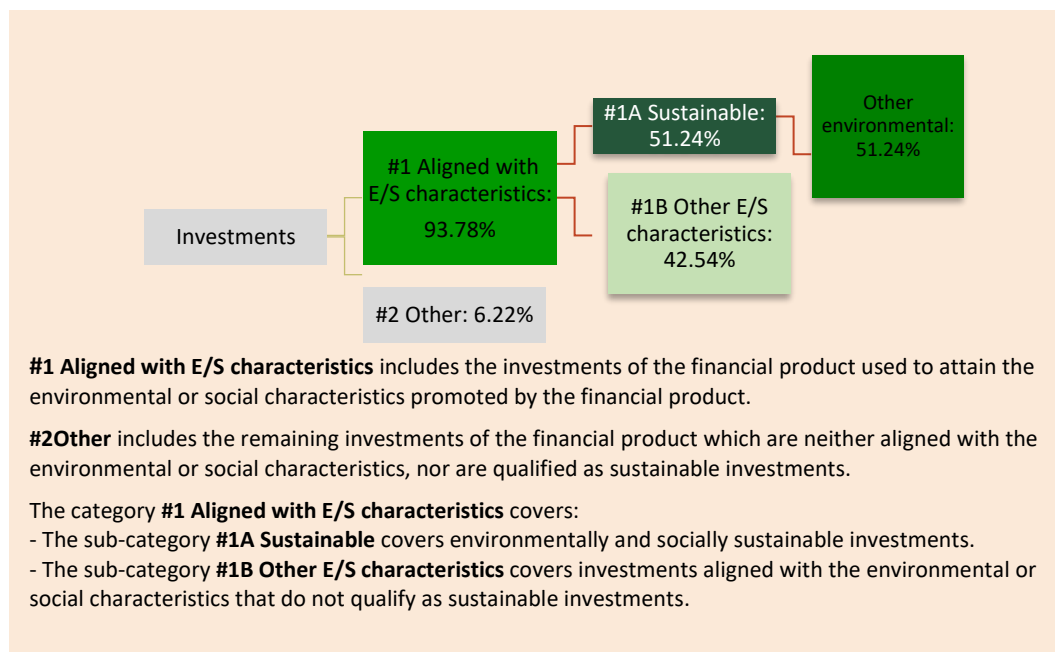 Investments
#1 Aligned with
E/S characteristics:
93.78%
#2 Other: 6.22%
#1A Sustainable:
51.24%
#1B Other E/S
characteristics:
42.54%
Other
environmental:
51.24%
#1 Aligned with E/S characteristics includes the investments of the financial product used to attain the
environmental or social characteristics promoted by the financial product.
#2Other includes the remaining investments of the financial product which are neither aligned with the
environmental or social characteristics, nor are qualified as sustainable investments.
The category #1 Aligned with E/S characteristics covers:
- The sub-category #1A Sustainable covers environmentally and socially sustainable investments.
- The sub-category #1B Other E/S characteristics covers investments aligned with the environmental or
social characteristics that do not qualify as sustainable investments.